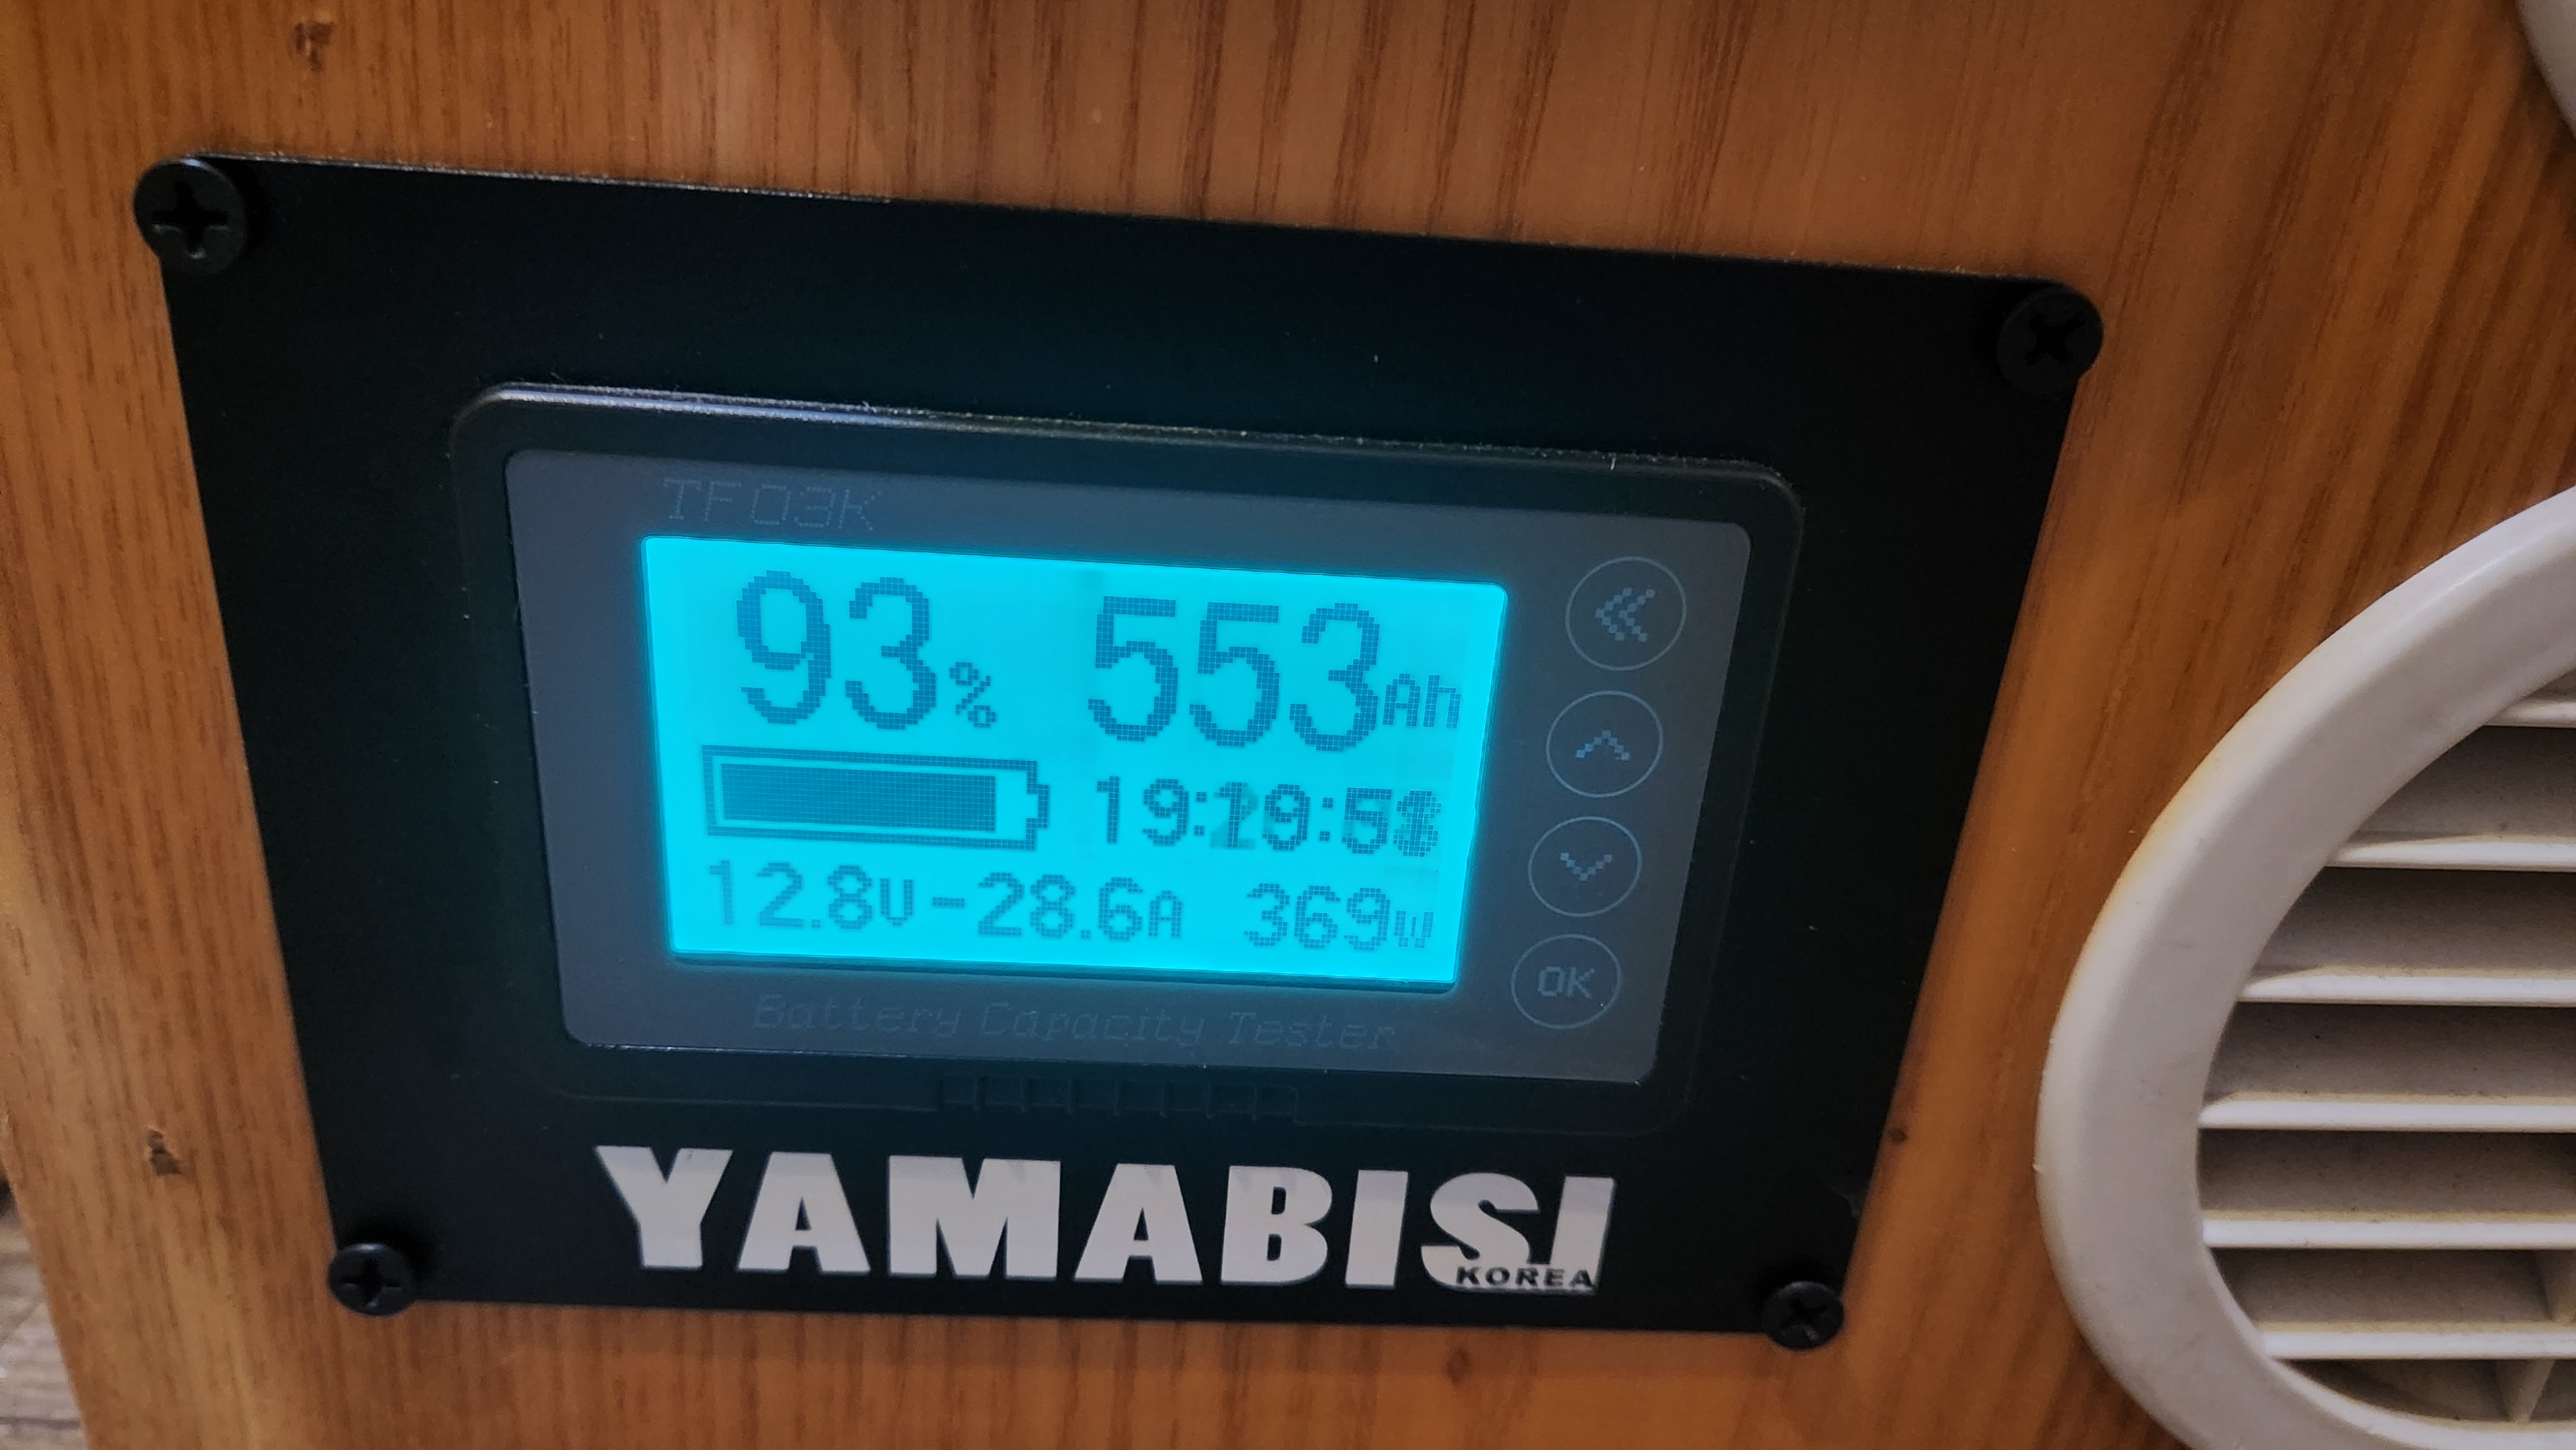 TF03K
93% 553Ah
12.8V-28.6A 369W
OK
Battery Capacity Tester
YAMABISI
KOREA